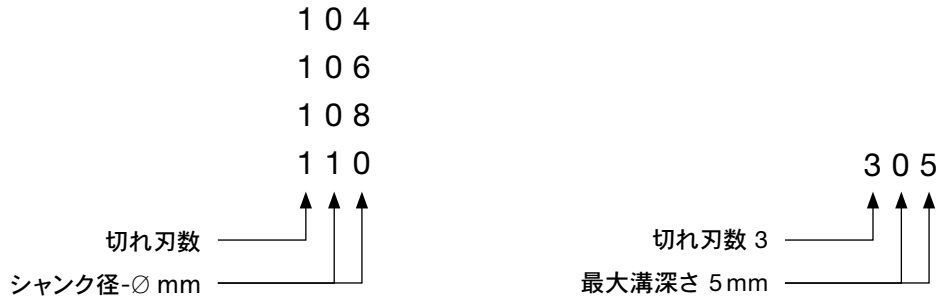 1 0 4
1 0 6
1 0 8
1 1 0
切れ刃数
シャンク径-∅ mm
3 0 5
切れ刃数 3
最大溝深さ 5mm